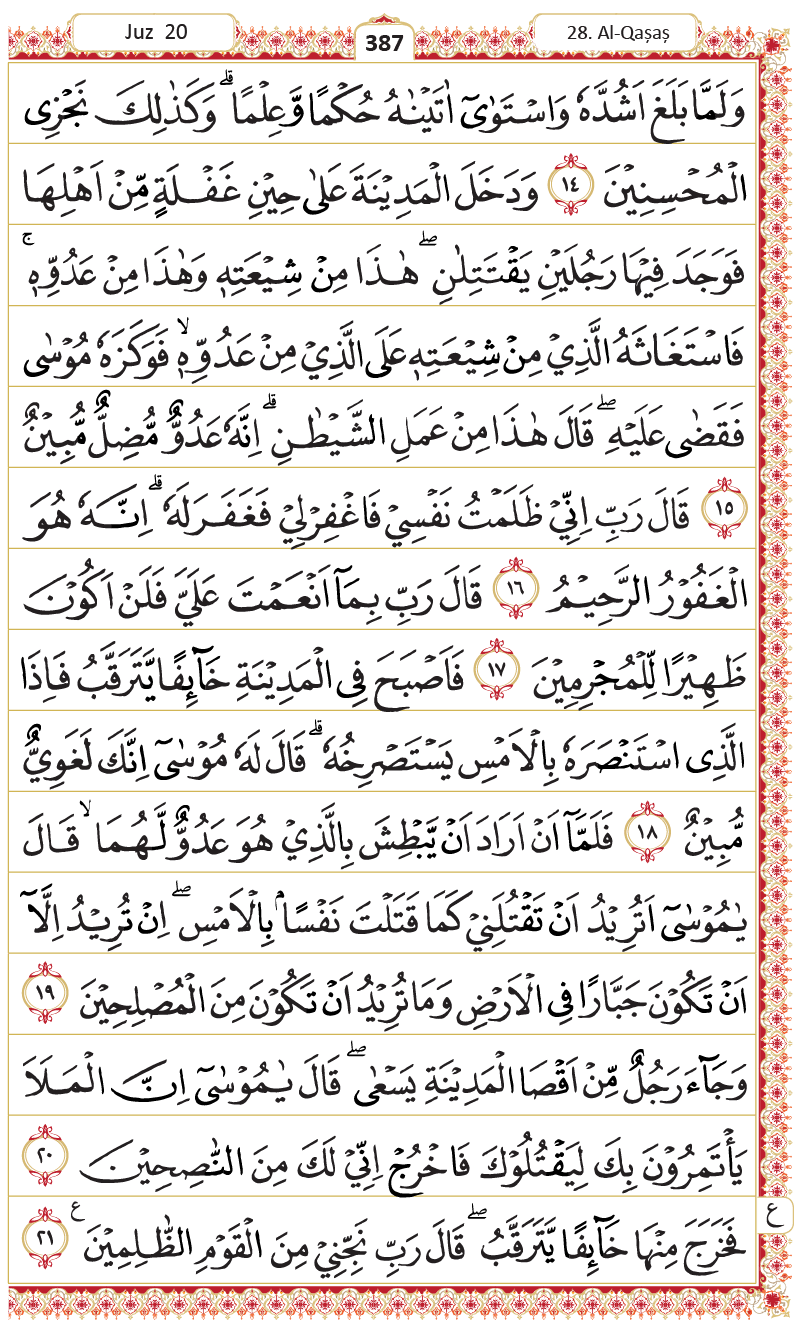 Juz 20
387
28. Al-Qaṣaṣ
وَلَمَّا بَلَغَ اَشُدَّهٗ وَاسْتَوٰىٓ اٰتَيْنٰهُ حُكْمًا وَّعِلْمًا ؕ وَكَذٰلِكَ نَجْزِى
الْمُحْسِنِيْنَ ١٤ وَدَخَلَ الْمَدِيْنَةَ عَلٰى حِيْنِ غَفْلَةٍ مِّنْ اَهْلِهَا
فَوَجَدَ فِيْهَا رَجُلَيْنِ يَقْتَتِلٰنِ ۖ هٰذَا مِنْ شِيْعَتِهٖ وَهٰذَا مِنْ عَدُوِّهٖ ۚ
فَاسْتَغَاثَهُ الَّذِيْ مِنْ شِيْعَتِهٖ عَلَى الَّذِيْ مِنْ عَدُوِّهٖ ۙ فَوَكَزَهٗ مُوْسٰى
فَقَضٰى عَلَيْهِ ۖ قَالَ هٰذَا مِنْ عَمَلِ الشَّيْطٰنِ ۗ اِنَّهٗ عَدُوٌّ مُّضِلٌّ مُّبِيْنٌ
١٥ قَالَ رَبِّ اِنِّيْ ظَلَمْتُ نَفْسِيْ فَاغْفِرْ لِيْ فَغَفَرَ لَهٗ ۗ اِنَّهٗ هُوَ
الْغَفُوْرُ الرَّحِيْمُ ١٦ قَالَ رَبِّ بِمَآ اَنْعَمْتَ عَلَيَّ فَلَنْ اَكُوْنَ
ظَهِيْرًا لِّلْمُجْرِمِيْنَ ١٧ فَاَصْبَحَ فِى الْمَدِيْنَةِ خَآئِفًا يَّتَرَقَّبُ فَاِذَا
الَّذِى اسْتَنْصَرَهٗ بِالْاَمْسِ يَسْتَصْرِخُهٗ ۗ قَالَ لَهٗ مُوْسٰىٓ اِنَّكَ لَغَوِيٌّ
مُّبِيْنٌ ١٨ فَلَمَّآ اَنْ اَرَادَ اَنْ يَّبْطِشَ بِالَّذِيْ هُوَ عَدُوٌّ لَّهُمَا ۙ قَالَ
يٰمُوْسٰىٓ اَتُرِيْدُ اَنْ تَقْتُلَنِيْ كَمَا قَتَلْتَ نَفْسًاۢ بِالْاَمْسِ ۖ اِنْ تُرِيْدُ اِلَّآ
اَنْ تَكُوْنَ جَبَّارًا فِى الْاَرْضِ وَمَا تُرِيْدُ اَنْ تَكُوْنَ مِنَ الْمُصْلِحِيْنَ ١٩
وَجَآءَ رَجُلٌ مِّنْ اَقْصَا الْمَدِيْنَةِ يَسْعٰى ۖ قَالَ يٰمُوْسٰىٓ اِنَّ الْمَلَاَ
يَأْتَمِرُوْنَ بِكَ لِيَقْتُلُوْكَ فَاخْرُجْ اِنِّيْ لَكَ مِنَ النّٰصِحِيْنَ ٢٠
فَخَرَجَ مِنْهَا خَآئِفًا يَّتَرَقَّبُ ۖ قَالَ رَبِّ نَجِّنِيْ مِنَ الْقَوْمِ الظّٰلِمِيْنَ ع ٢١
ع